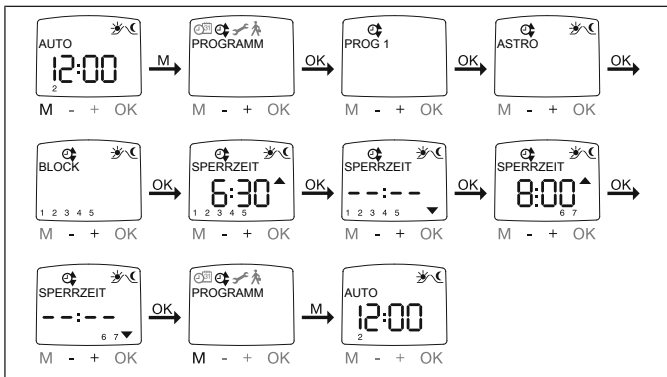 AUTO
12:00
2
M - + OK
M
PROGRAMM
31
M - + OK
OK
PROG 1
M - + OK
OK
ASTRO
M - + OK
OK
BLOCK
1 2 3 4 5
M - + OK
OK
SPERRZEIT
6:30
1 2 3 4 5
M - + OK
OK
SPERRZEIT
--:--
1 2 3 4 5
M - + OK
OK
SPERRZEIT
8:00
6 7
M - + OK
OK
SPERRZEIT
--:--
6 7
M - + OK
OK
PROGRAMM
31
M - + OK
M
AUTO
12:00
2
M - + OK